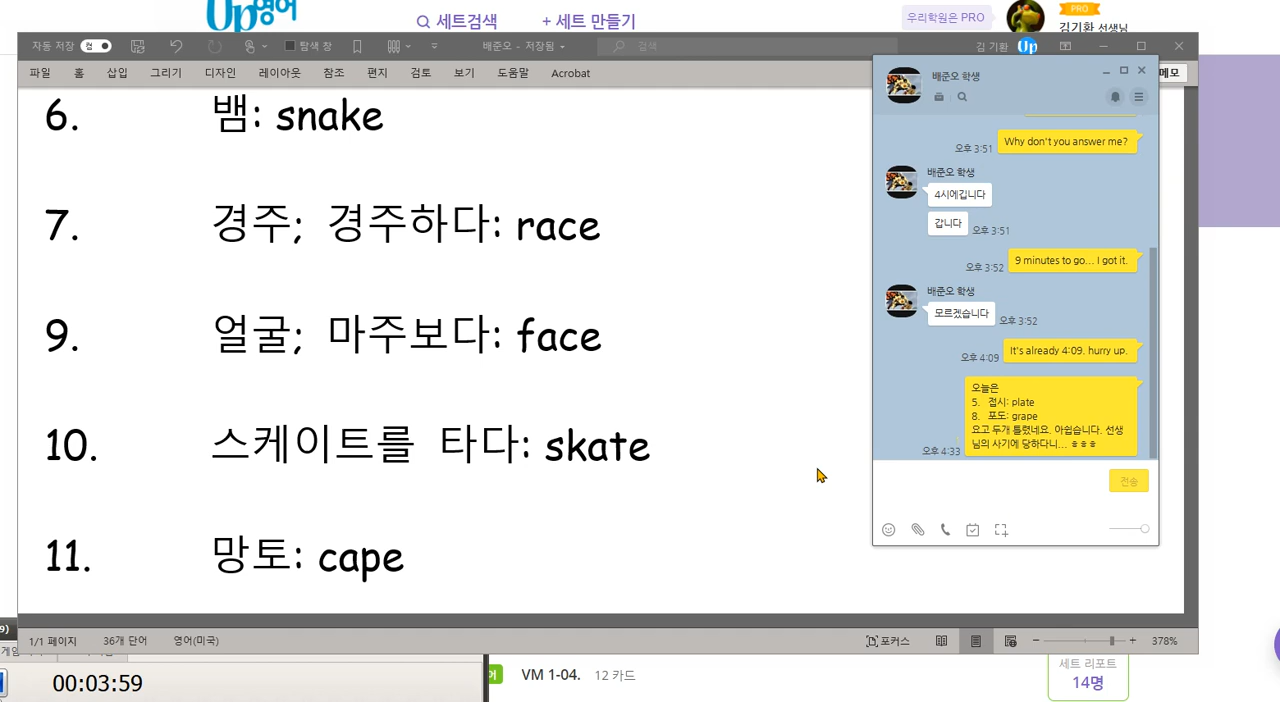 Up영어
세트검색
+ 세트 만들기
우리학원은 PRO
PRO
김기환 선생님
자동 저장
컴
탐색 창
배준오 - 저장됨
검색
김 기환
Up
파일 홈 삽입 그리기 디자인 레이아웃 참조 편지 검토 보기 도움말 Acrobat
메모
6. 뱀: snake
7. 경주; 경주하다: race
9. 얼굴; 마주보다: face
10. 스케이트를 타다: skate
11. 망토: cape
배준오 학생
Why don't you answer me?
오후 3:51
배준오 학생
4시에깁니다
갑니다
오후 3:51
9 minutes to go... I got it.
오후 3:52
배준오 학생
모르겠습니다
오후 3:52
It's already 4:09. hurry up.
오후 4:09
오늘은
5. 접시: plate
8. 포도: grape
요고 두개 틀렸네요. 아쉽습니다. 선생
님의 사기에 당하다니... ㅎㅎㅎ
오후 4:33
전송
1/1 페이지
36개 단어
영어(미국)
포커스
378%
00:03:59
VM 1-04.
12 카드
세트 리포트
14명